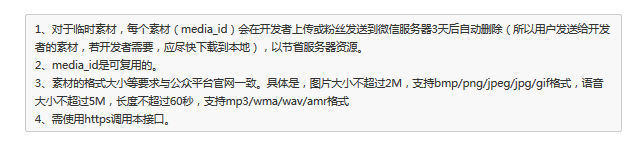 1、对于临时素材，每个素材（media_id）会在开发者上传或粉丝发送到微信服务器3天后自动删除（所以用户发送给开发
者的素材，若开发者需要，应尽快下载到本地），以节省服务器资源。
2、media_id是可复用的。
3、素材的格式大小等要求与公众平台官网一致。具体是，图片大小不超过2M，支持bmp/png/jpeg/jpg/gif格式，语音
大小不超过5M，长度不超过60秒，支持mp3/wma/wav/amr格式
4、需使用https调用本接口。